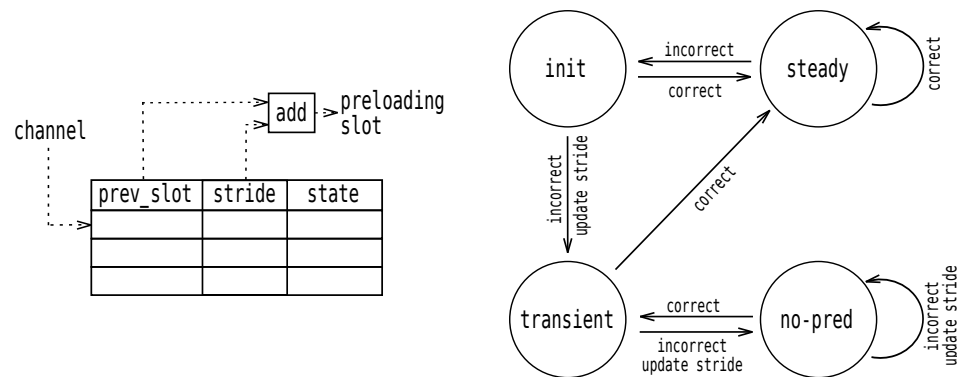 channel
add
preloading
slot
prev_slot
stride
state
init
incorrect
correct
steady
correct
incorrect
update stride
correct
transient
correct
incorrect
update stride
no-pred
incorrect
update stride